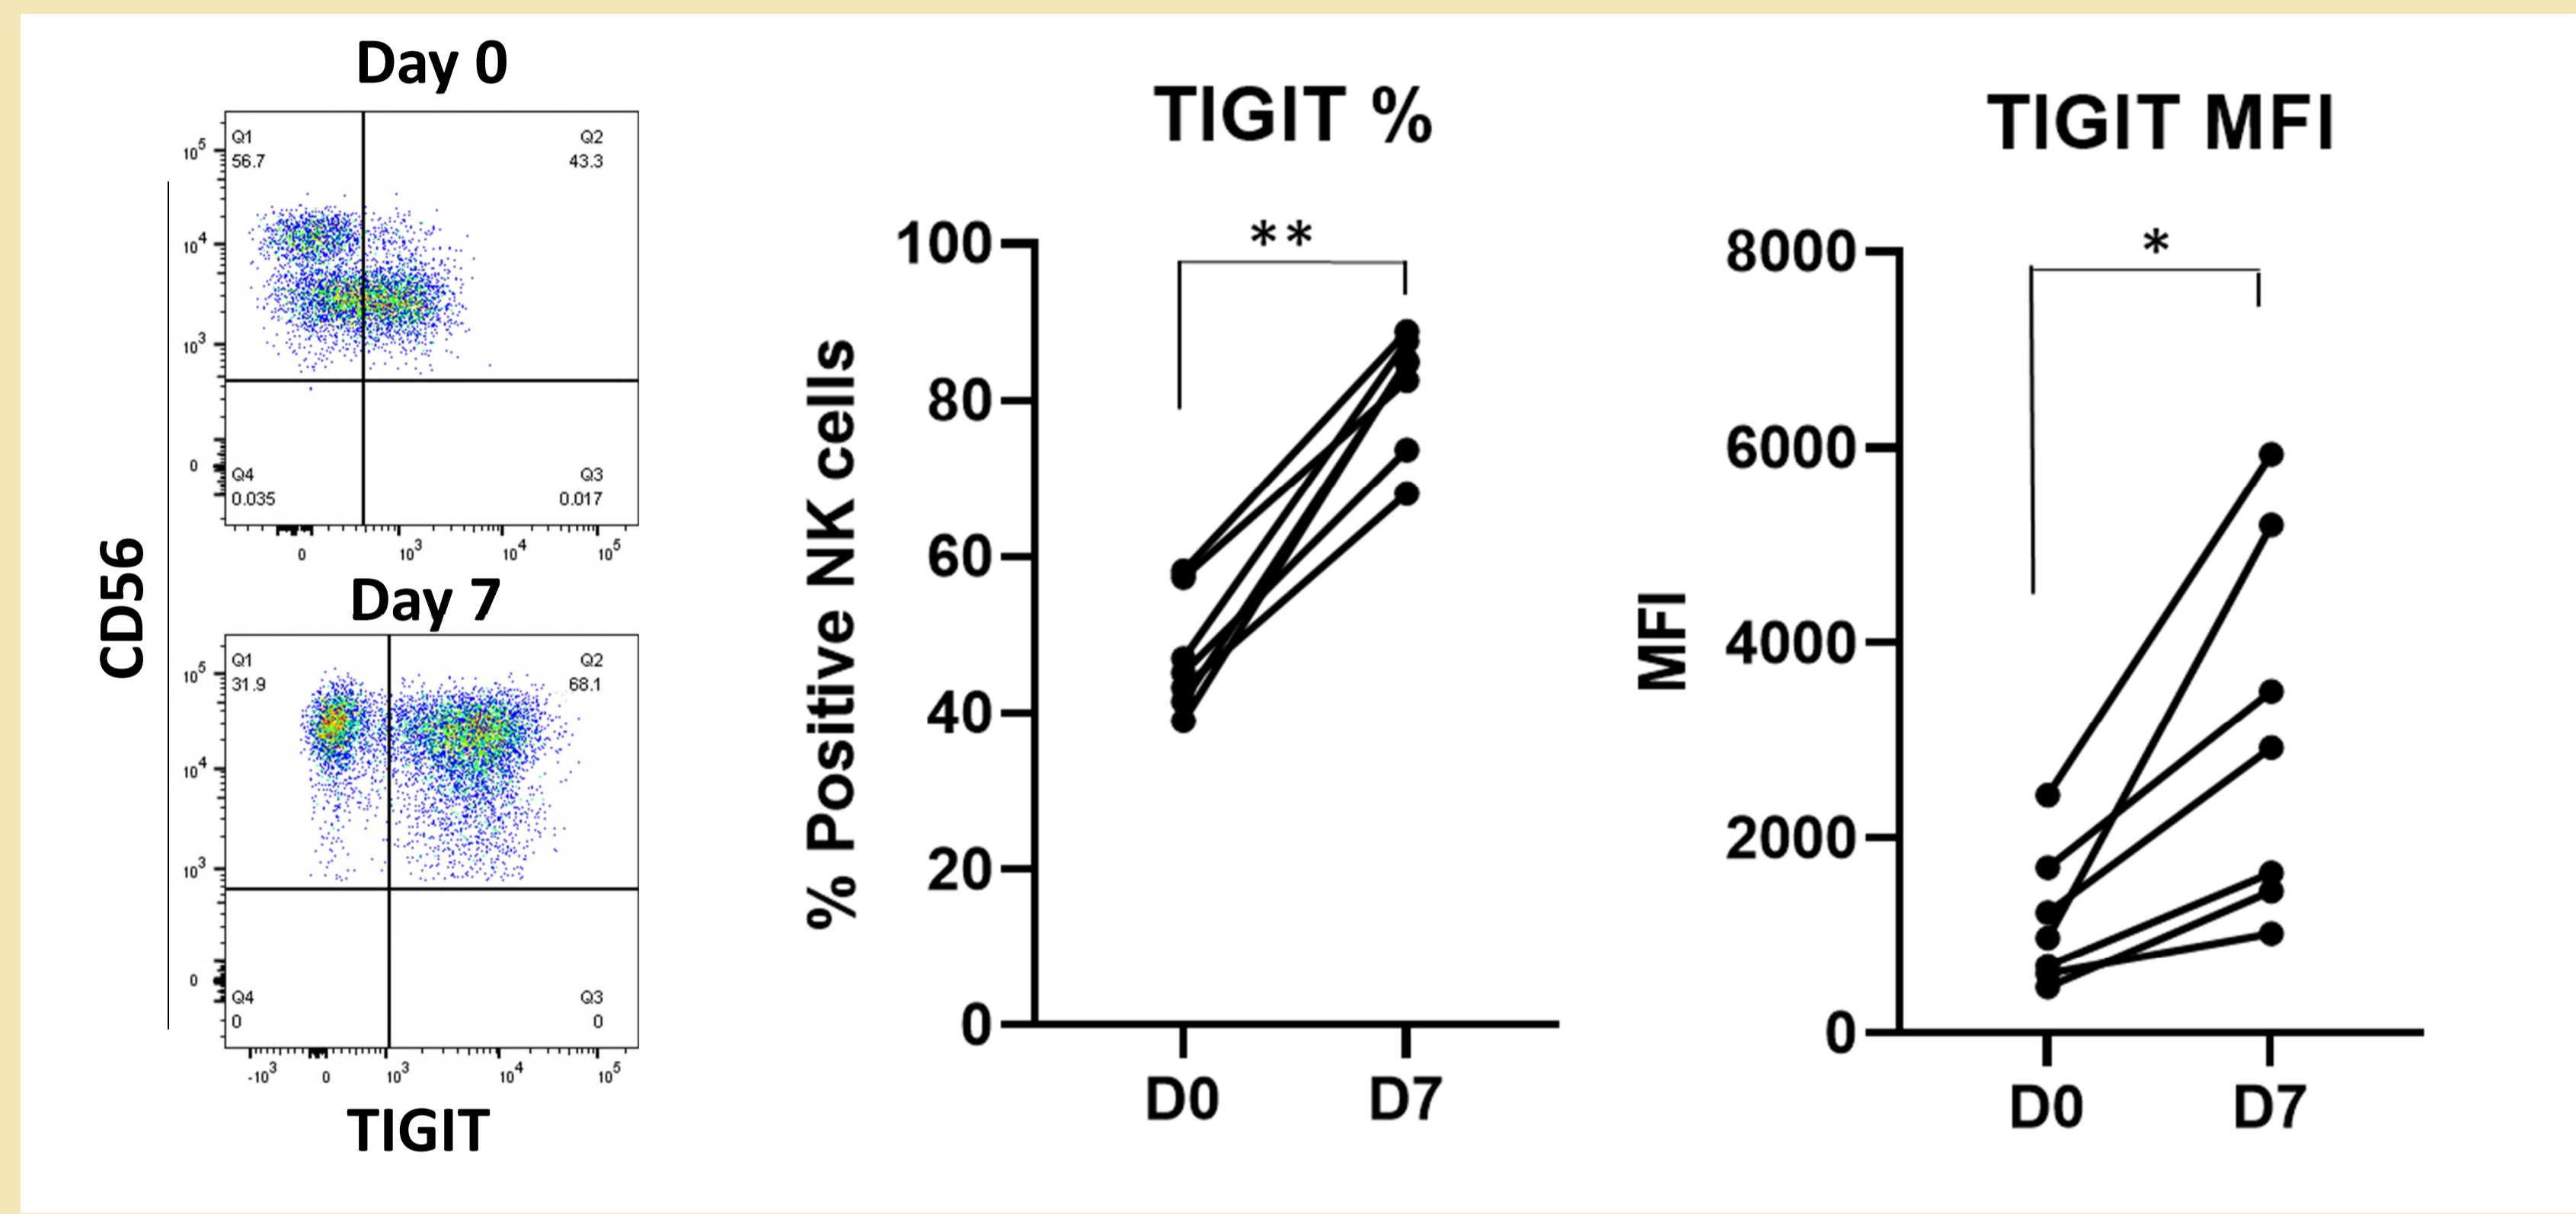 Day 0
Q1
56.7
Q2
43.3
10^5
10^4
10^3
0
Q4
0.035
Q3
0.017
0
10^3
10^4
10^5
Day 7
Q1
31.9
Q2
68.1
10^5
10^4
10^3
0
Q4
0
Q3
0
-10^3
0
10^3
10^4
10^5
CD56
TIGIT
TIGIT %
**
% Positive NK cells
100
80
60
40
20
0
D0
D7
TIGIT MFI
*
MFI
8000
6000
4000
2000
0
D0
D7